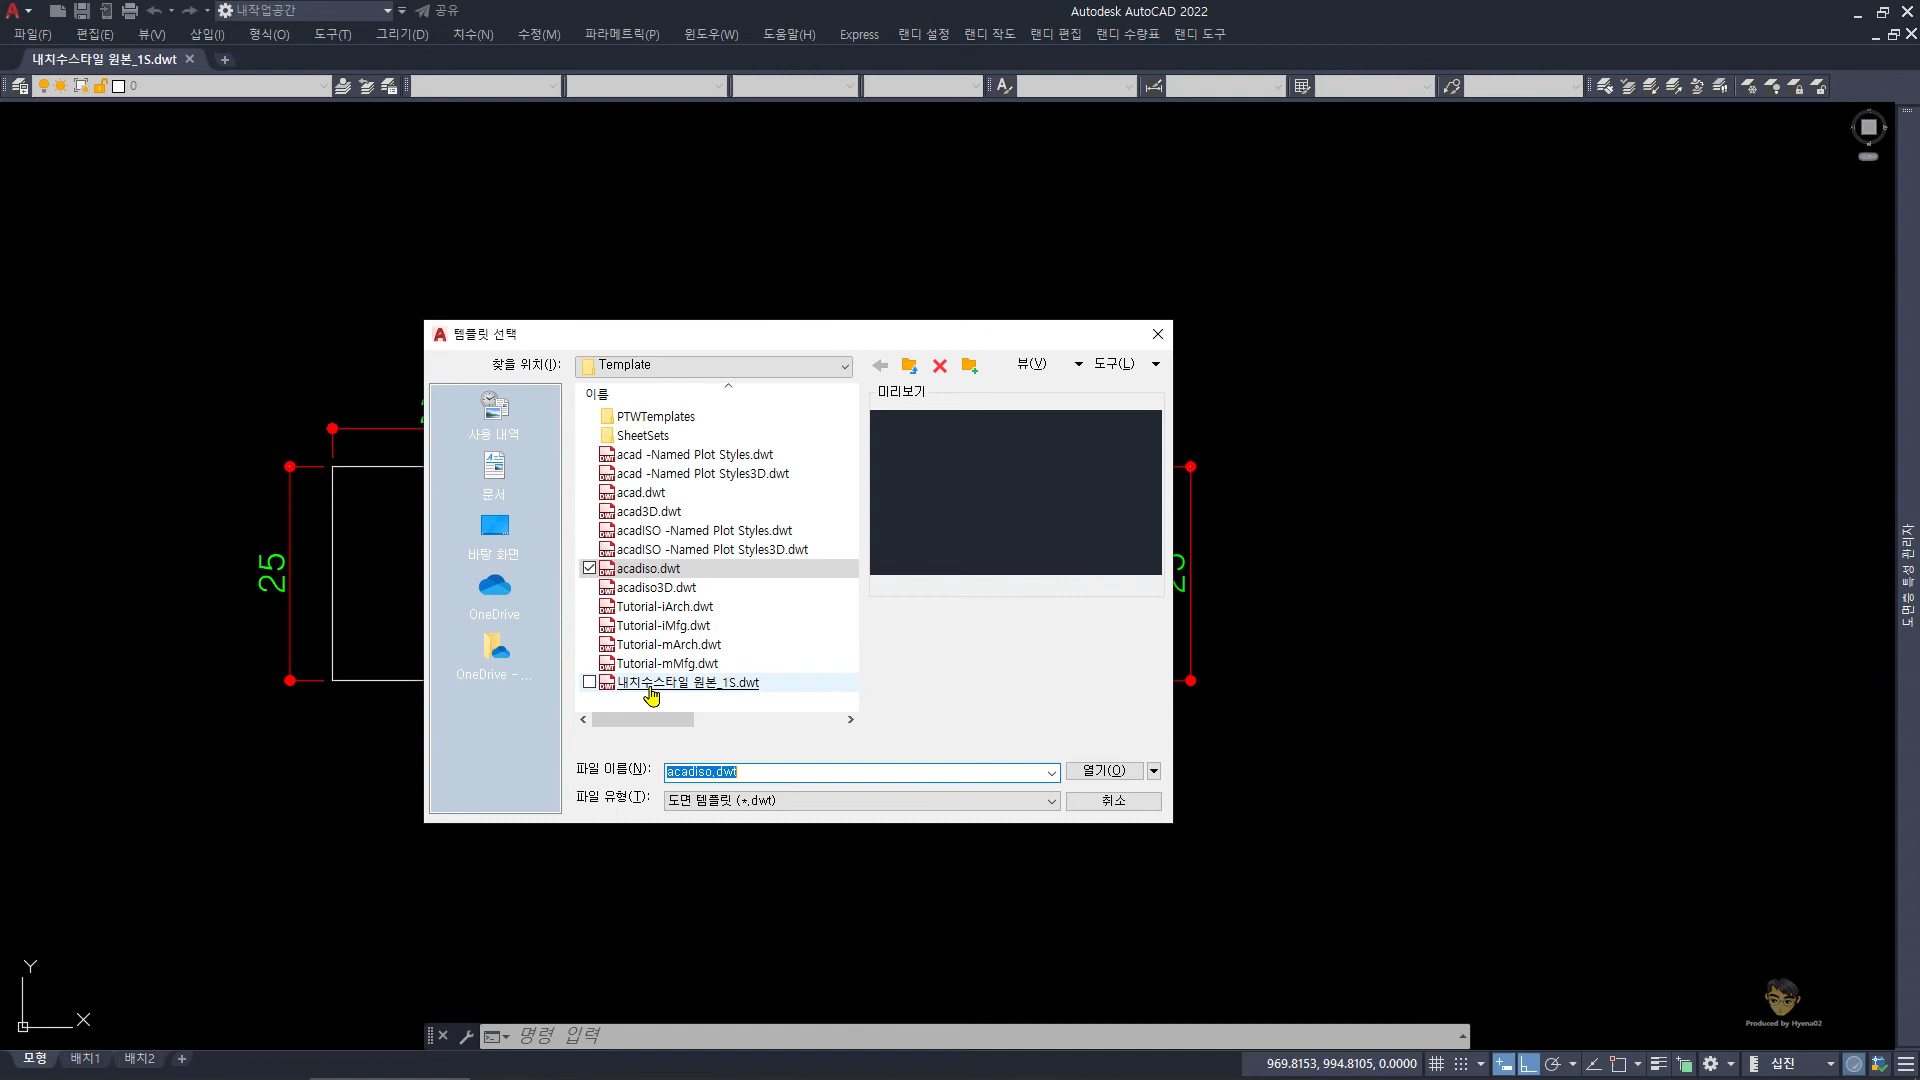 내작업공간
공유
Autodesk AutoCAD 2022
파일(F) 편집(E) 뷰(V) 삽입(I) 형식(O) 도구(T) 그리기(D) 치수(N) 수정(M) 파라메트릭(P) 윈도우(W) 도움말(H) Express 랜디 설정 랜디 작도 랜디 편집 랜디 수량표 랜디 도구
내치수스타일 원본_1S.dwt
0
템플릿 선택
찾을 위치(I):
Template
뷰(V)
도구(L)
사용 내역
문서
바탕 화면
OneDrive
OneDrive - ...
이름
PTWTemplates
SheetSets
acad -Named Plot Styles.dwt
acad -Named Plot Styles3D.dwt
acad.dwt
acad3D.dwt
acadISO -Named Plot Styles.dwt
acadISO -Named Plot Styles3D.dwt
acadiso.dwt
acadiso3D.dwt
Tutorial-iArch.dwt
Tutorial-iMfg.dwt
Tutorial-mArch.dwt
Tutorial-mMfg.dwt
내치수스타일 원본_1S.dwt
미리보기
파일 이름(N):
acadiso.dwt
열기(O)
파일 유형(T):
도면 템플릿 (*.dwt)
취소
25
도면층 특성 관리자
Y
X
Produced by Hyena02
명령 입력
모형 배치1 배치2
969.8153, 994.8105, 0.0000
십진